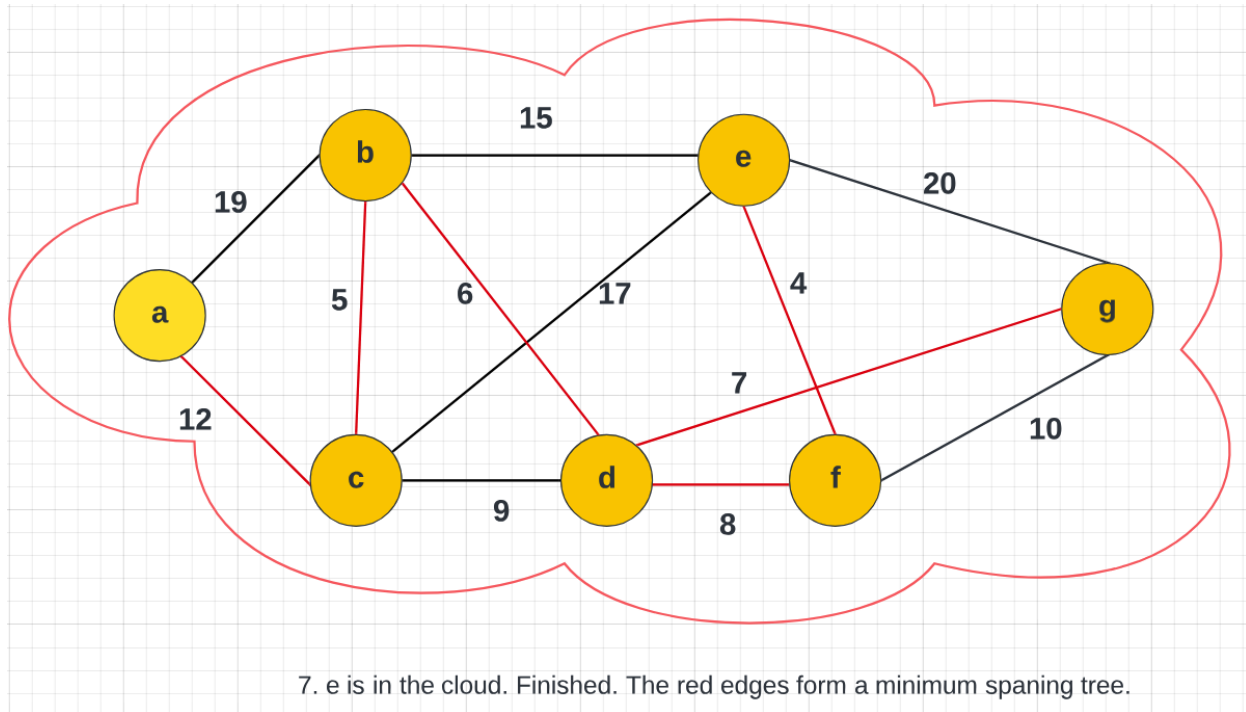 15
b
e
20
19
5
6
17
4
a
g
7
12
10
c
d
f
9
8
7. e is in the cloud. Finished. The red edges form a minimum spaning tree.